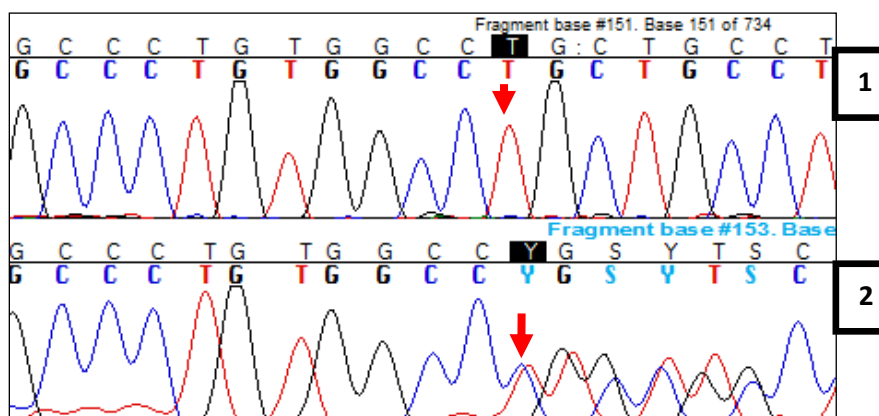 Fragment base #151. Base 151 of 734
G C C C T G T G G C C T G : C T G C C T
G C C C T G T G G C C T G C T G C C T
1
Fragment base #153. Base
G C C C T G T G G C C Y G S Y T S C
G C C C T G T G G C C Y G S Y T S C
2